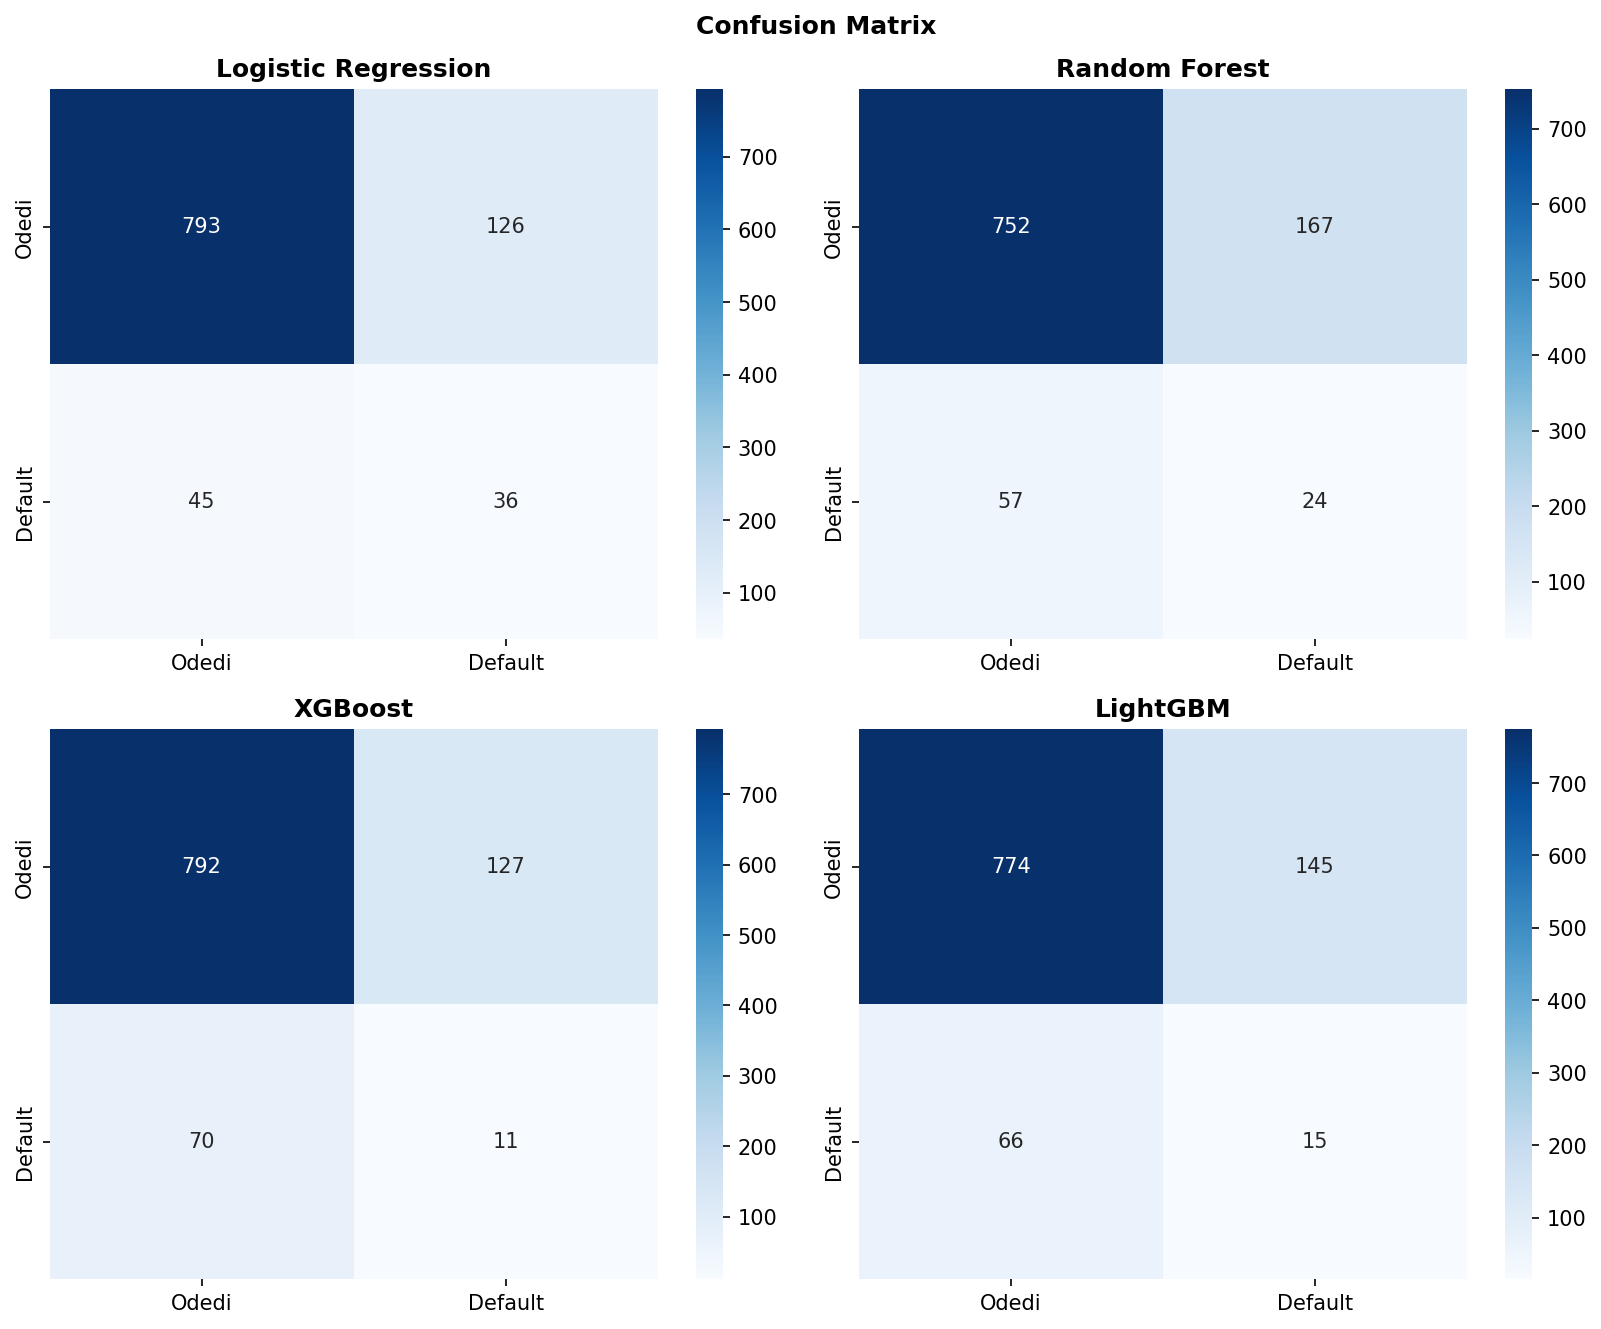 Confusion Matrix
Logistic Regression
Odedi
793
126
Default
45
36
Odedi
Default
700
600
500
400
300
200
100
Random Forest
Odedi
752
167
Default
57
24
Odedi
Default
700
600
500
400
300
200
100
XGBoost
Odedi
792
127
Default
70
11
Odedi
Default
700
600
500
400
300
200
100
LightGBM
Odedi
774
145
Default
66
15
Odedi
Default
700
600
500
400
300
200
100